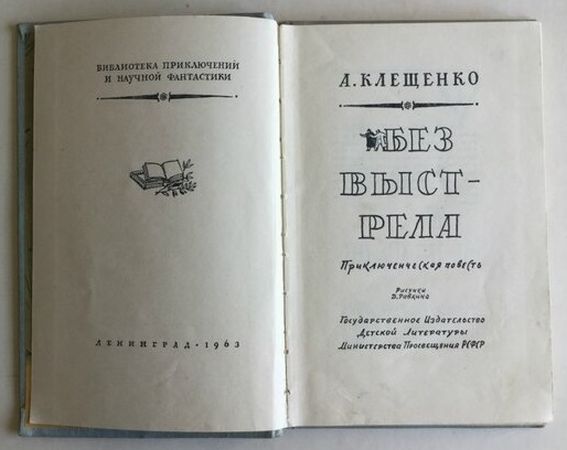 БИБЛИОТЕКА ПРИКЛЮЧЕНИЙ
И НАУЧНОЙ ФАНТАСТИКИ
ЛЕНИНГРАД · 1963
А. КЛЕЩЕНКО
БЕЗ
ВЫСТ-
РЕЛА
Приключенческая повесть
Рисунки
В. Равкина
Государственное Издательство
Детской Литературы
Министерства Просвещения РСФСР